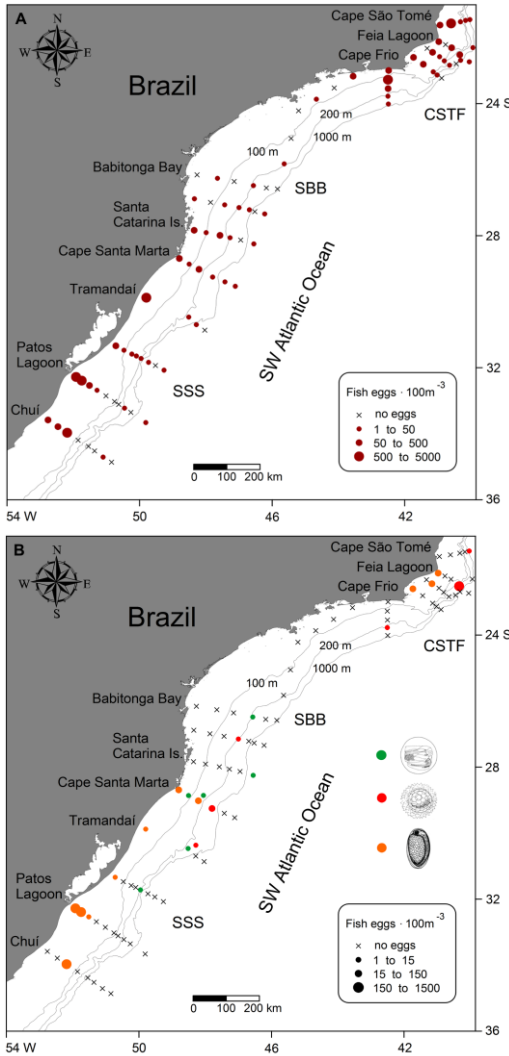 A
N
W
E
S
Brazil
Cape São Tomé
Feia Lagoon
Cape Frio
24 S
200 m
100 m
1000 m
CSTF
Babitonga Bay
SBB
Santa
Catarina Is.
28
Cape Santa Marta
SW Atlantic Ocean
Tramandaí
Patos
Lagoon
SSS
32
Chuí
Fish eggs · 100m⁻³
× no eggs
1 to 50
50 to 500
500 to 5000
0 100 200 km
36
54 W
50
46
42
B
N
W
E
S
Brazil
Cape São Tomé
Feia Lagoon
Cape Frio
24 S
200 m
100 m
1000 m
CSTF
Babitonga Bay
SBB
Santa
Catarina Is.
28
Cape Santa Marta
SW Atlantic Ocean
Tramandaí
Patos
Lagoon
SSS
32
Chuí
Fish eggs · 100m⁻³
× no eggs
1 to 15
15 to 150
150 to 1500
0 100 200 km
36
54 W
50
46
42